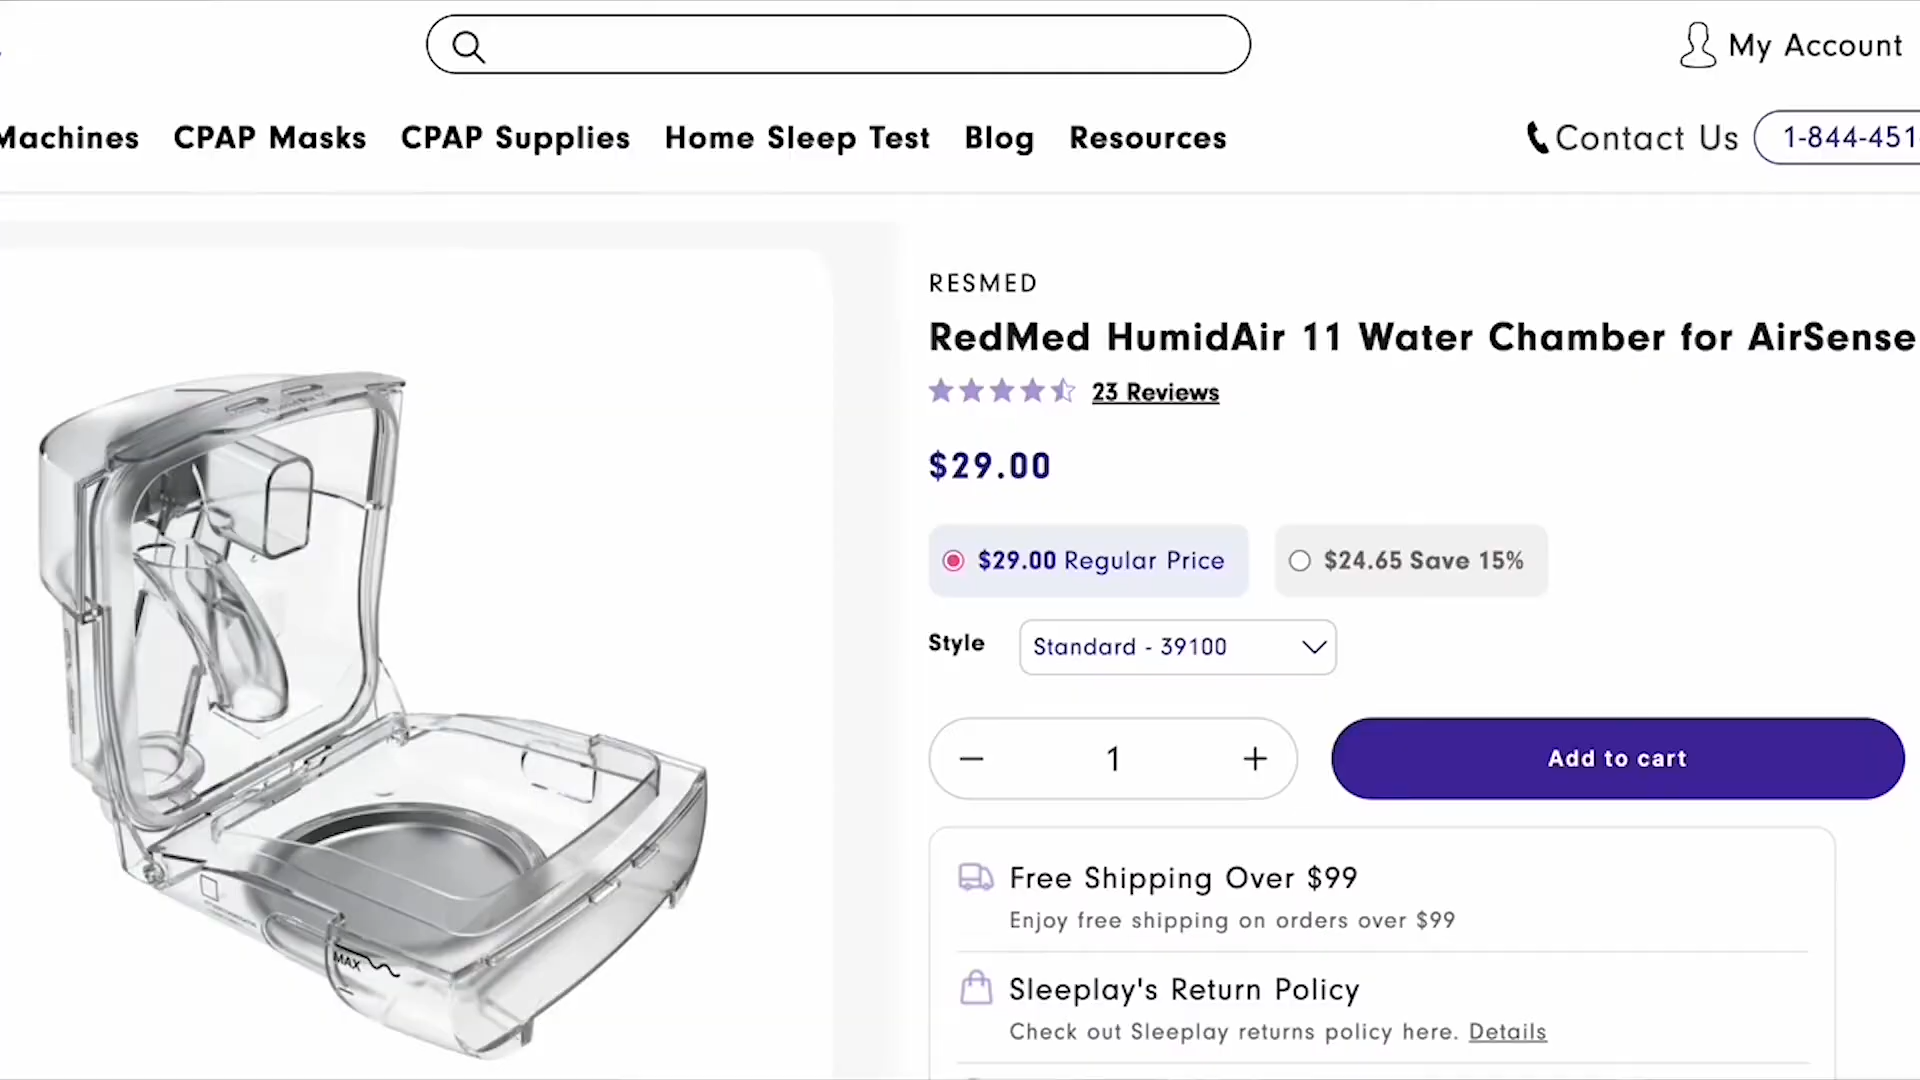 My Account
Machines CPAP Masks CPAP Supplies Home Sleep Test Blog Resources
Contact Us 1-844-451-
RESMED
RedMed HumidAir 11 Water Chamber for AirSense
23 Reviews
$29.00
$29.00 Regular Price
$24.65 Save 15%
Style
Standard - 39100
1
Add to cart
Free Shipping Over $99
Enjoy free shipping on orders over $99
Sleeplay's Return Policy
Check out Sleeplay returns policy here. Details
MAX